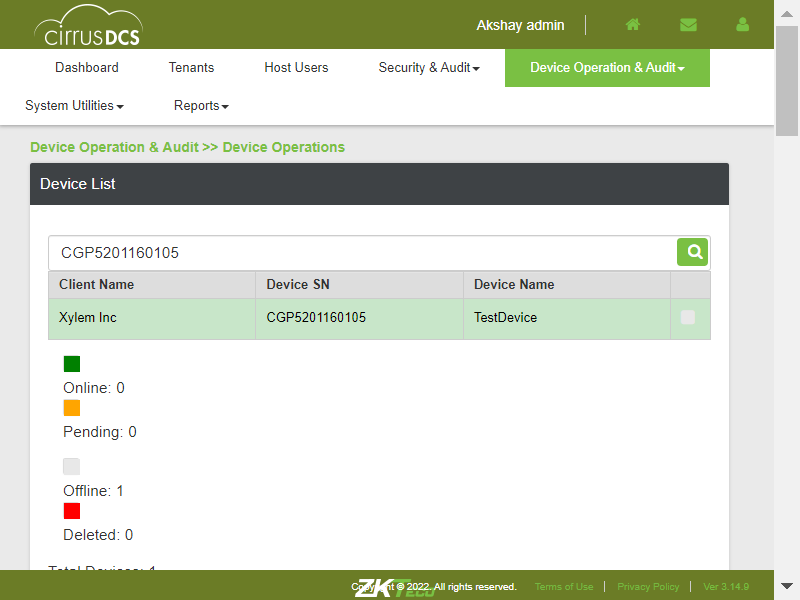 cirrusDCS
Akshay admin
Dashboard
Tenants
Host Users
Security & Audit
Device Operation & Audit
System Utilities
Reports
Device Operation & Audit >> Device Operations
Device List
CGP5201160105
Client Name Device SN Device Name
Xylem Inc CGP5201160105 TestDevice
Online: 0
Pending: 0
Offline: 1
Deleted: 0
Total Devices: 1
ZKTeco
Copyright © 2022. All rights reserved. Terms of Use Privacy Policy Ver 3.14.9